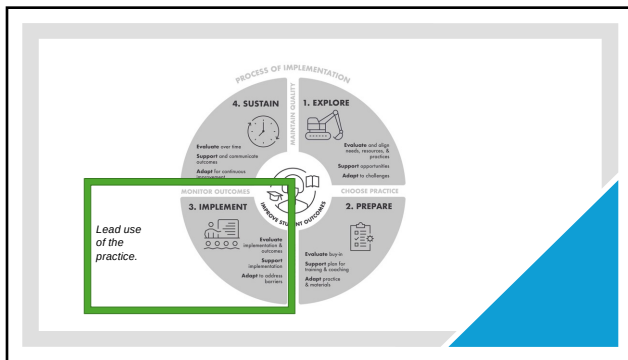 PROCESS OF IMPLEMENTATION
4. SUSTAIN
Evaluate over time
Support and communicate
outcomes
Adapt for continuous
improvement
MAINTAIN QUALITY
1. EXPLORE
Evaluate and align
needs, resources, &
practices
Support opportunities
Adapt to challenges
MONITOR OUTCOMES
CHOOSE PRACTICE
IMPROVE STUDENT OUTCOMES
Lead use
of the
practice.
3. IMPLEMENT
Evaluate
implementation &
outcomes
Support
implementation
Adapt to address
barriers
2. PREPARE
Evaluate buy-in
Support plan for
training & coaching
Adapt practice
& materials